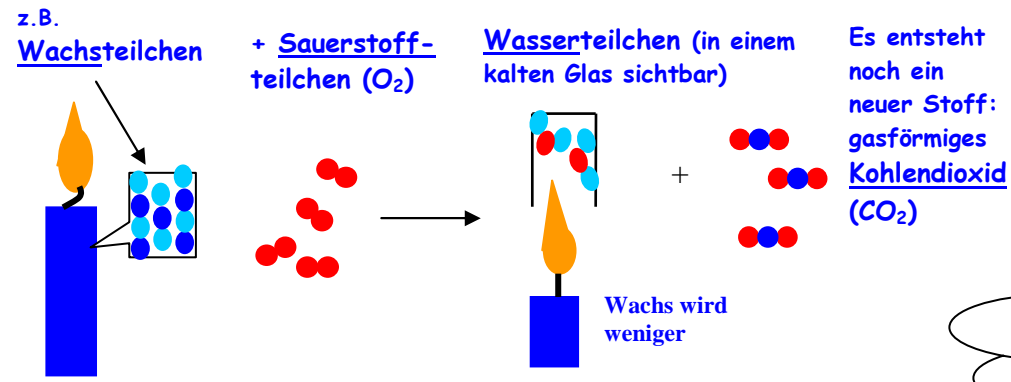 z.B.
Wachsteilchen
+ Sauerstoff-
teilchen (O₂)
Wasserteilchen (in einem
kalten Glas sichtbar)
+
Es entsteht
noch ein
neuer Stoff:
gasförmiges
Kohlendioxid
(CO₂)
Wachs wird
weniger